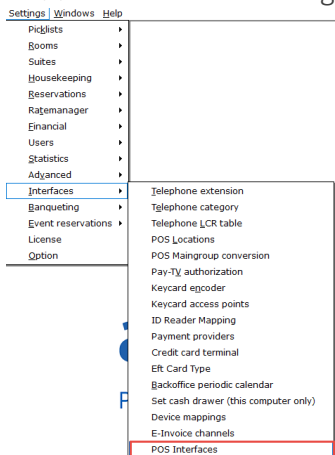 Settings Windows Help
Picklists
Rooms
Suites
Housekeeping
Reservations
Ratemanager
Financial
Users
Statistics
Advanced
Interfaces
Banqueting
Event reservations
License
Option
Telephone extension
Telephone category
Telephone LCR table
POS Locations
POS Maingroup conversion
Pay-TV authorization
Keycard encoder
Keycard access points
ID Reader Mapping
Payment providers
Credit card terminal
Eft Card Type
Backoffice periodic calendar
Set cash drawer (this computer only)
Device mappings
E-Invoice channels
POS Interfaces